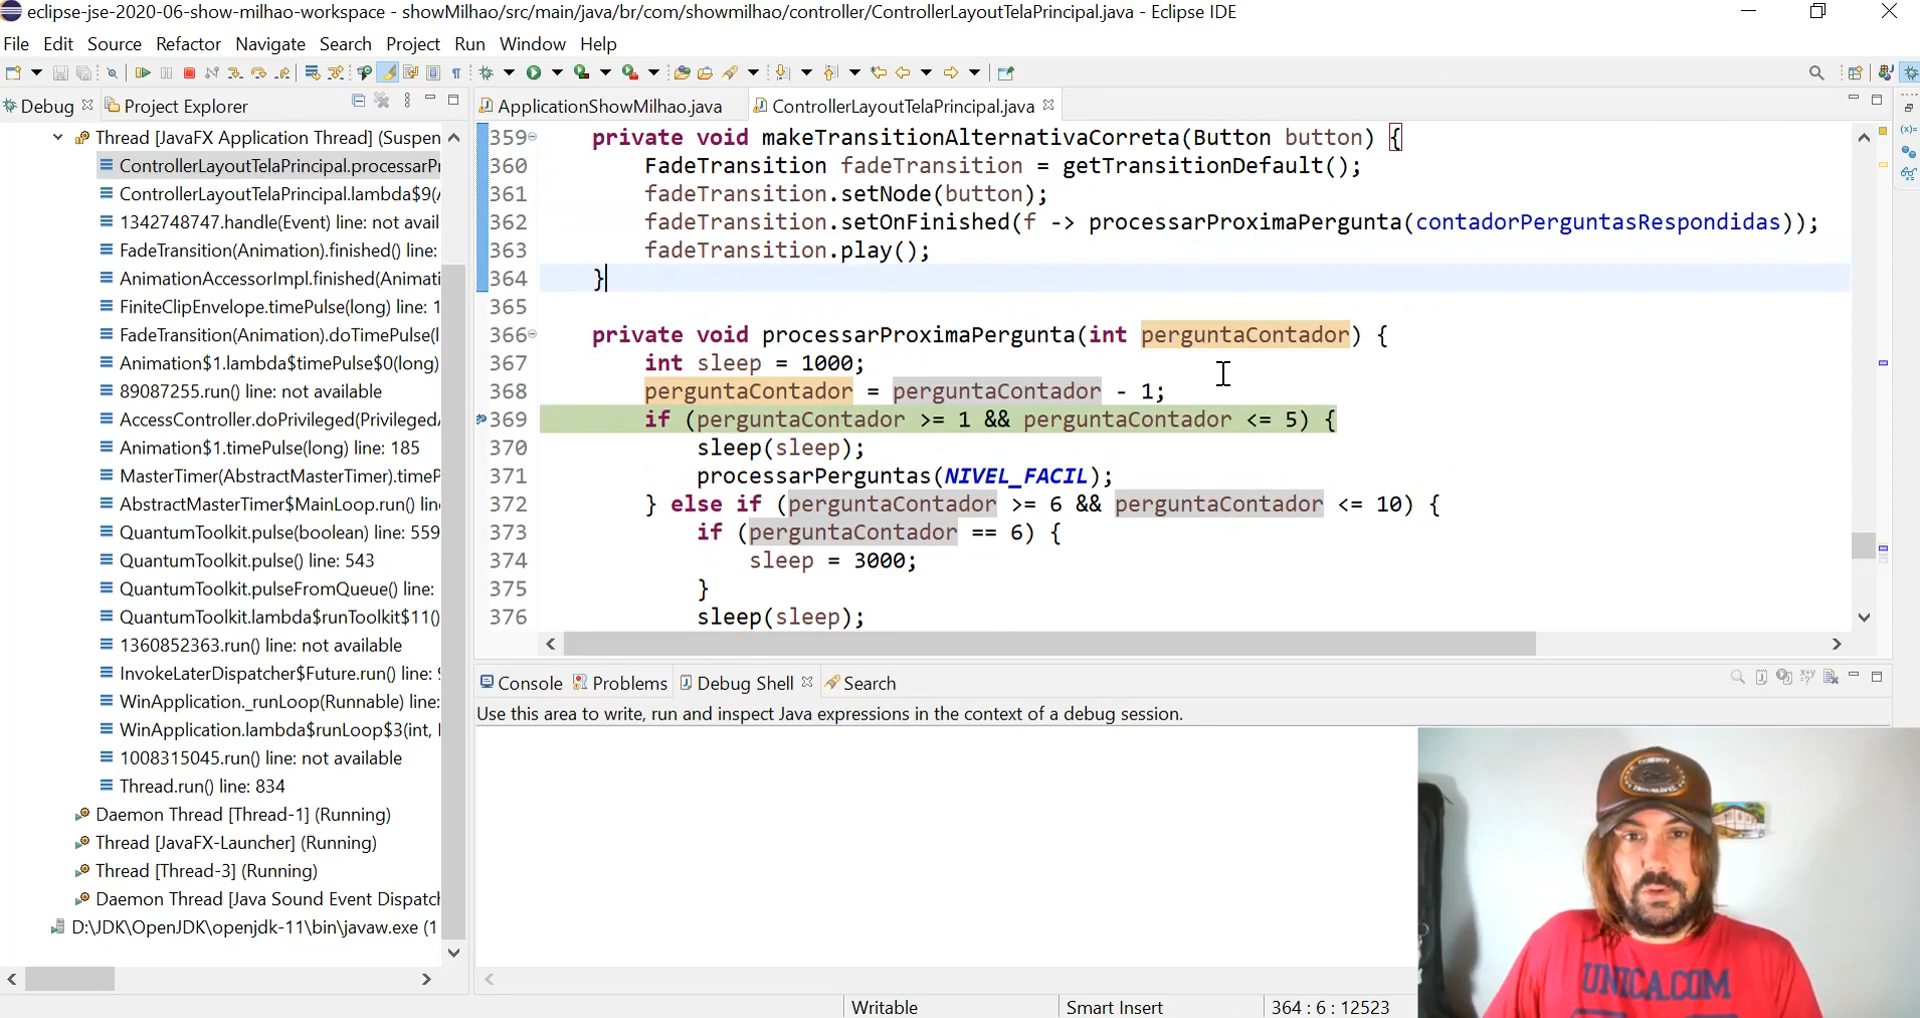 eclipse-jse-2020-06-show-milhao-workspace - showMilhao/src/main/java/br/com/showmilhao/controller/ControllerLayoutTelaPrincipal.java - Eclipse IDE
File Edit Source Refactor Navigate Search Project Run Window Help
Debug Project Explorer
Thread [JavaFX Application Thread] (Suspen
ControllerLayoutTelaPrincipal.processarPr
ControllerLayoutTelaPrincipal.lambda$9(A
1342748747.handle(Event) line: not avail
FadeTransition(Animation).finished() line:
AnimationAccessorImpl.finished(Animati
FiniteClipEnvelope.timePulse(long) line: 1
FadeTransition(Animation).doTimePulse(l
Animation$1.lambda$timePulse$0(long)
89087255.run() line: not available
AccessController.doPrivileged(Privileged
Animation$1.timePulse(long) line: 185
MasterTimer(AbstractMasterTimer).timeP
AbstractMasterTimer$MainLoop.run() lin
QuantumToolkit.pulse(boolean) line: 559
QuantumToolkit.pulse() line: 543
QuantumToolkit.pulseFromQueue() line:
QuantumToolkit.lambda$runToolkit$11()
1360852363.run() line: not available
InvokeLaterDispatcher$Future.run() line: 9
WinApplication._runLoop(Runnable) line:
WinApplication.lambda$runLoop$3(int, l
1008315045.run() line: not available
Thread.run() line: 834
Daemon Thread [Thread-1] (Running)
Thread [JavaFX-Launcher] (Running)
Thread [Thread-3] (Running)
Daemon Thread [Java Sound Event Dispatc
D:\JDK\OpenJDK\openjdk-11\bin\javaw.exe (1
ApplicationShowMilhao.java ControllerLayoutTelaPrincipal.java
359 private void makeTransitionAlternativaCorreta(Button button) {
360 FadeTransition fadeTransition = getTransitionDefault();
361 fadeTransition.setNode(button);
362 fadeTransition.setOnFinished(f -> processarProximaPergunta(contadorPerguntasRespondidas));
363 fadeTransition.play();
364 }
365
366 private void processarProximaPergunta(int perguntaContador) {
367 int sleep = 1000;
368 perguntaContador = perguntaContador - 1;
369 if (perguntaContador >= 1 && perguntaContador <= 5) {
370 sleep(sleep);
371 processarPerguntas(NIVEL_FACIL);
372 } else if (perguntaContador >= 6 && perguntaContador <= 10) {
373 if (perguntaContador == 6) {
374 sleep = 3000;
375 }
376 sleep(sleep);
Console Problems Debug Shell Search
Use this area to write, run and inspect Java expressions in the context of a debug session.
UNICA.COM
Writable Smart Insert 364 : 6 : 12523